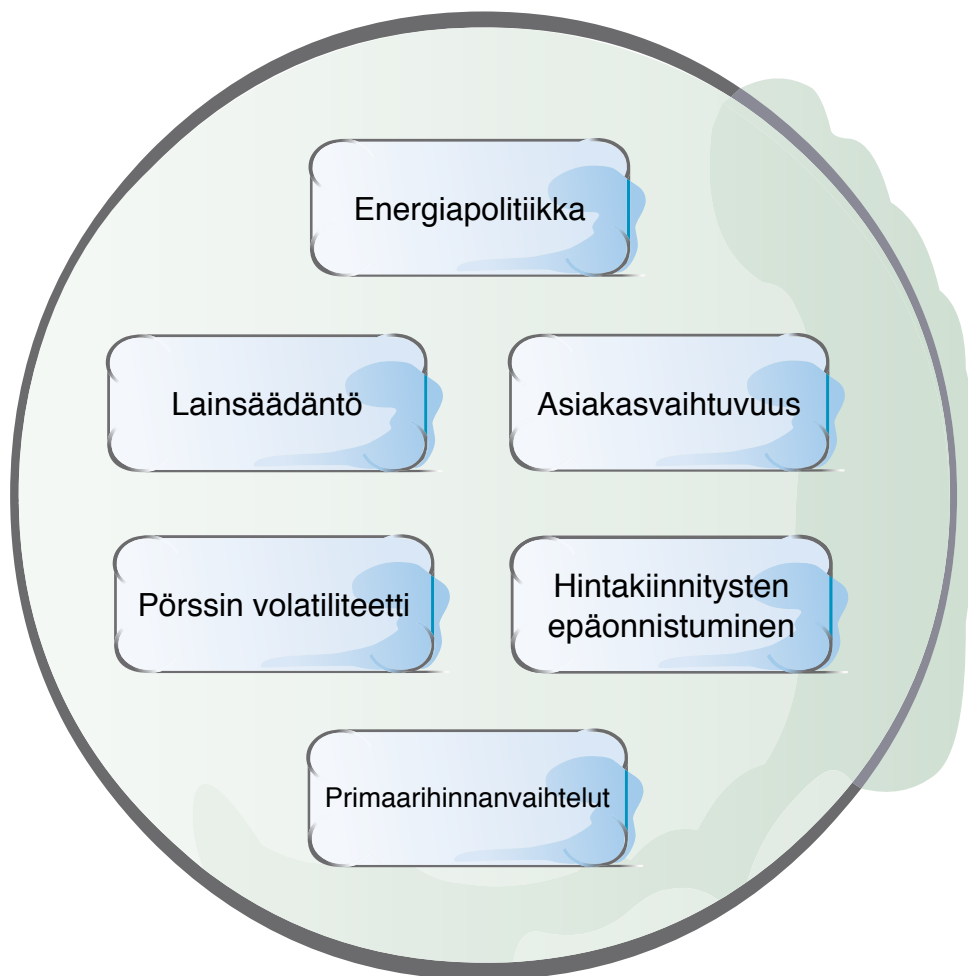 Energiapolitiikka
Lainsäädäntö
Asiakasvaihtuvuus
Pörssin volatiliteetti
Hintakiinnitysten
epäonnistuminen
Primaarihinnanvaihtelut